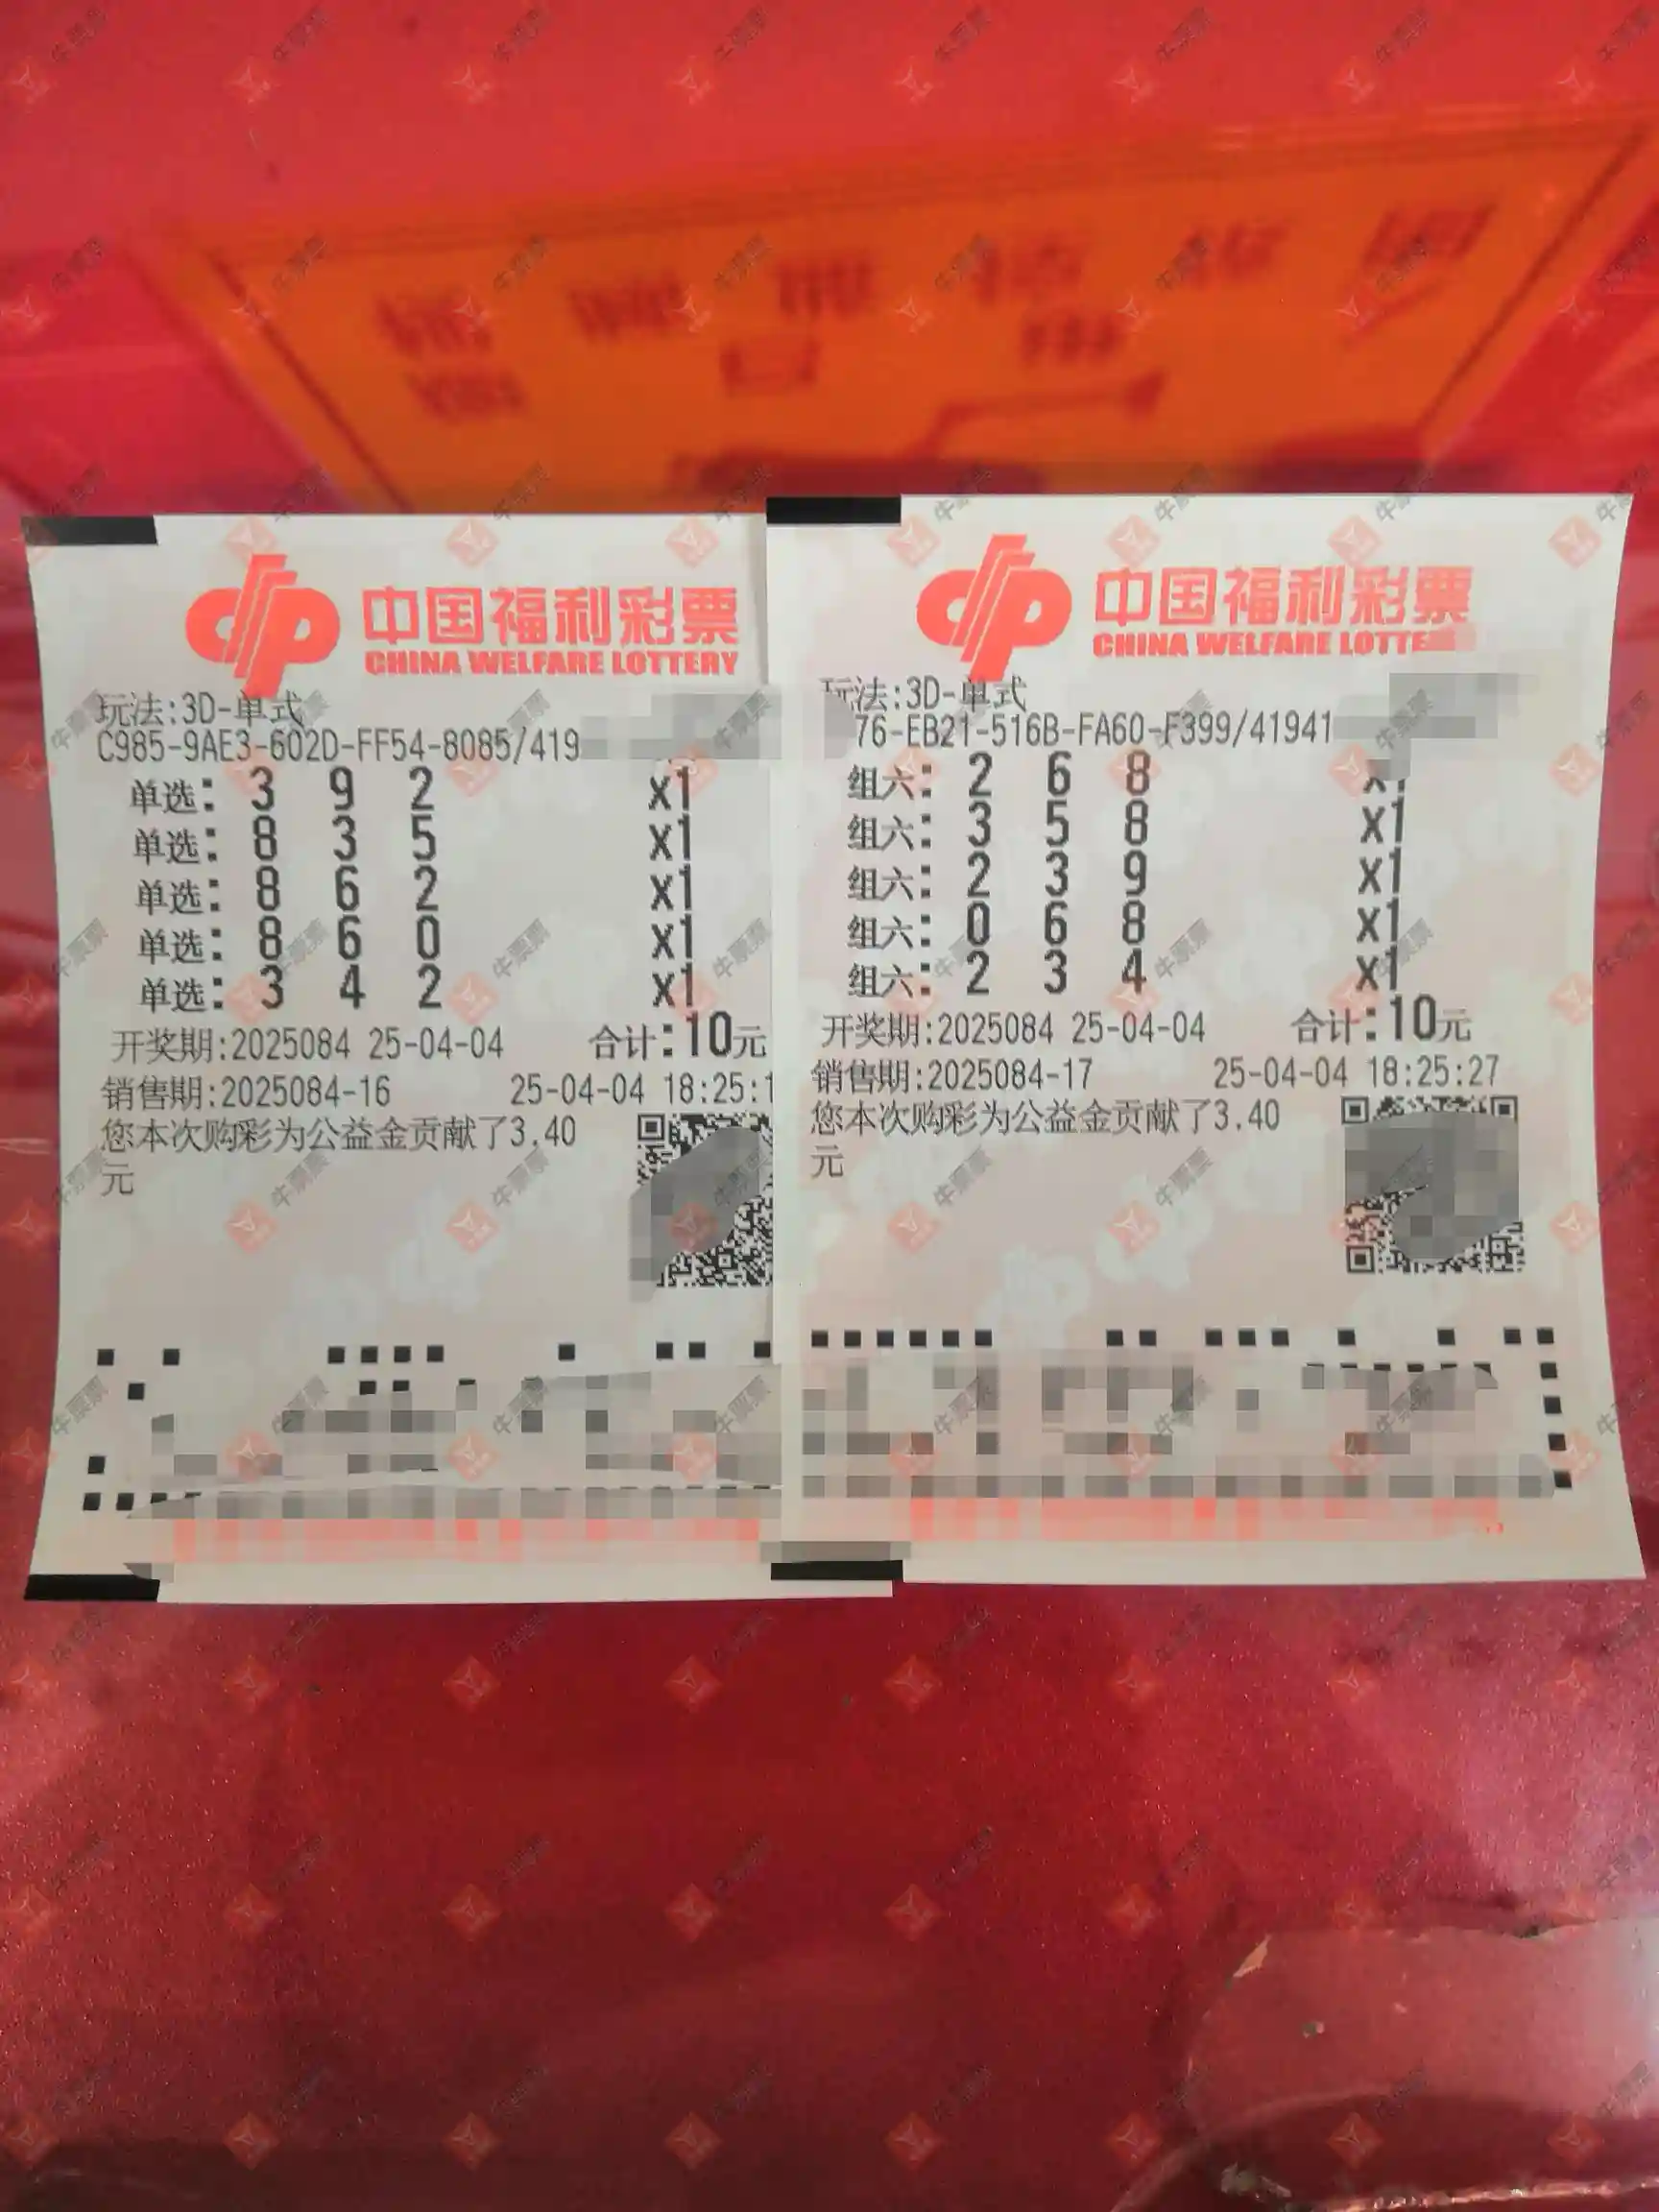 中国福利彩票
CHINA WELFARE LOTTERY
玩法:3D-单式
C985-9AE3-602D-FF54-8085/419
单选: 3 9 2 x1
单选: 8 3 5 x1
单选: 8 6 2 x1
单选: 8 6 0 x1
单选: 3 4 2 x1
开奖期:2025084 25-04-04 合计:10元
销售期:2025084-16 25-04-04 18:25:1
您本次购彩为公益金贡献了3.40
元
中国福利彩票
CHINA WELFARE LOTTE
玩法:3D-单式
76-EB21-516B-FA60-F399/41941
组六: 2 6 8 x1
组六: 3 5 8 x1
组六: 2 3 9 x1
组六: 0 6 8 x1
组六: 2 3 4 x1
开奖期:2025084 25-04-04 合计:10元
销售期:2025084-17 25-04-04 18:25:27
您本次购彩为公益金贡献了3.40
元
牛票票